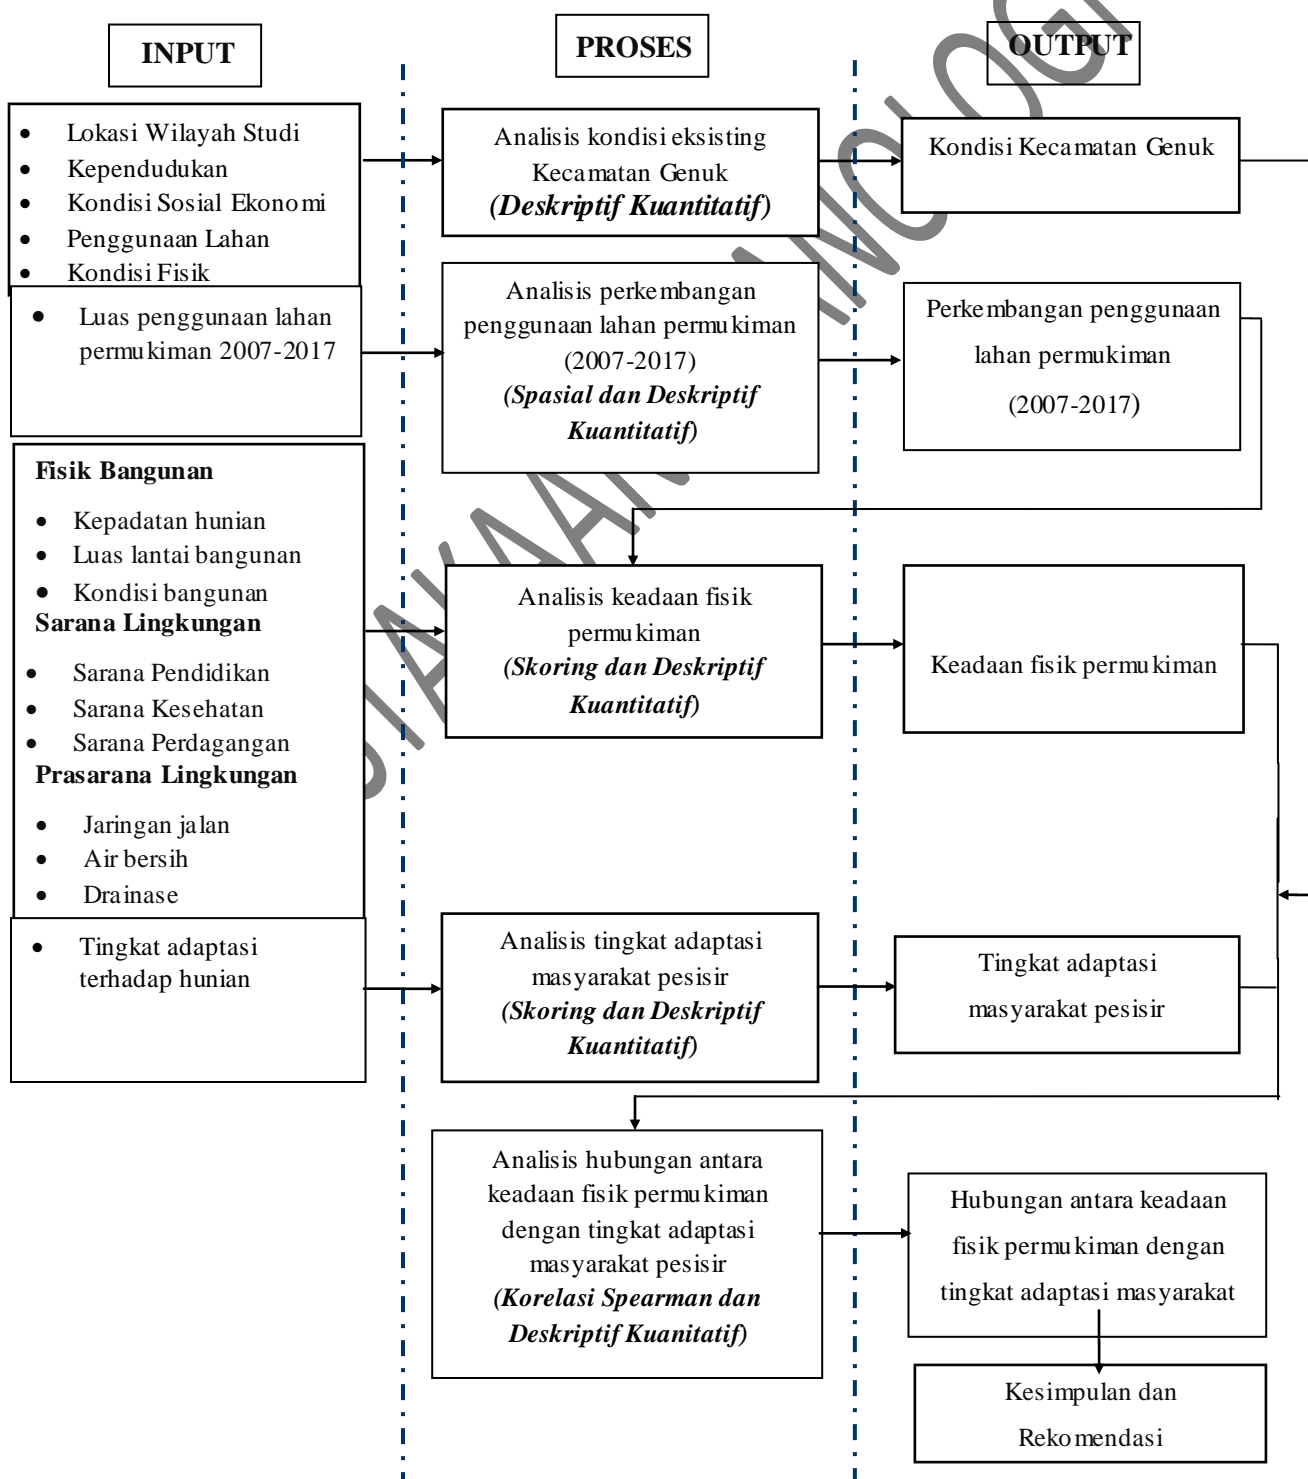 INPUT
PROSES
OUTPUT
• Lokasi Wilayah Studi
• Kependudukan
• Kondisi Sosial Ekonomi
• Penggunaan Lahan
• Kondisi Fisik
Analisis kondisi eksisting
Kecamatan Genuk
(Deskriptif Kuantitatif)
Kondisi Kecamatan Genuk
• Luas penggunaan lahan
permukiman 2007-2017
Analisis perkembangan
penggunaan lahan permukiman
(2007-2017)
(Spasial dan Deskriptif
Kuantitatif)
Perkembangan penggunaan
lahan permukiman
(2007-2017)
Fisik Bangunan
• Kepadatan hunian
• Luas lantai bangunan
• Kondisi bangunan
Sarana Lingkungan
• Sarana Pendidikan
• Sarana Kesehatan
• Sarana Perdagangan
Prasarana Lingkungan
• Jaringan jalan
• Air bersih
• Drainase
Analisis keadaan fisik
permukiman
(Skoring dan Deskriptif
Kuantitatif)
Keadaan fisik permukiman
• Tingkat adaptasi
terhadap hunian
Analisis tingkat adaptasi
masyarakat pesisir
(Skoring dan Deskriptif
Kuantitatif)
Tingkat adaptasi
masyarakat pesisir
Analisis hubungan antara
keadaan fisik permukiman
dengan tingkat adaptasi
masyarakat pesisir
(Korelasi Spearman dan
Deskriptif Kuanitatif)
Hubungan antara keadaan
fisik permukiman dengan
tingkat adaptasi masyarakat
Kesimpulan dan
Rekomendasi